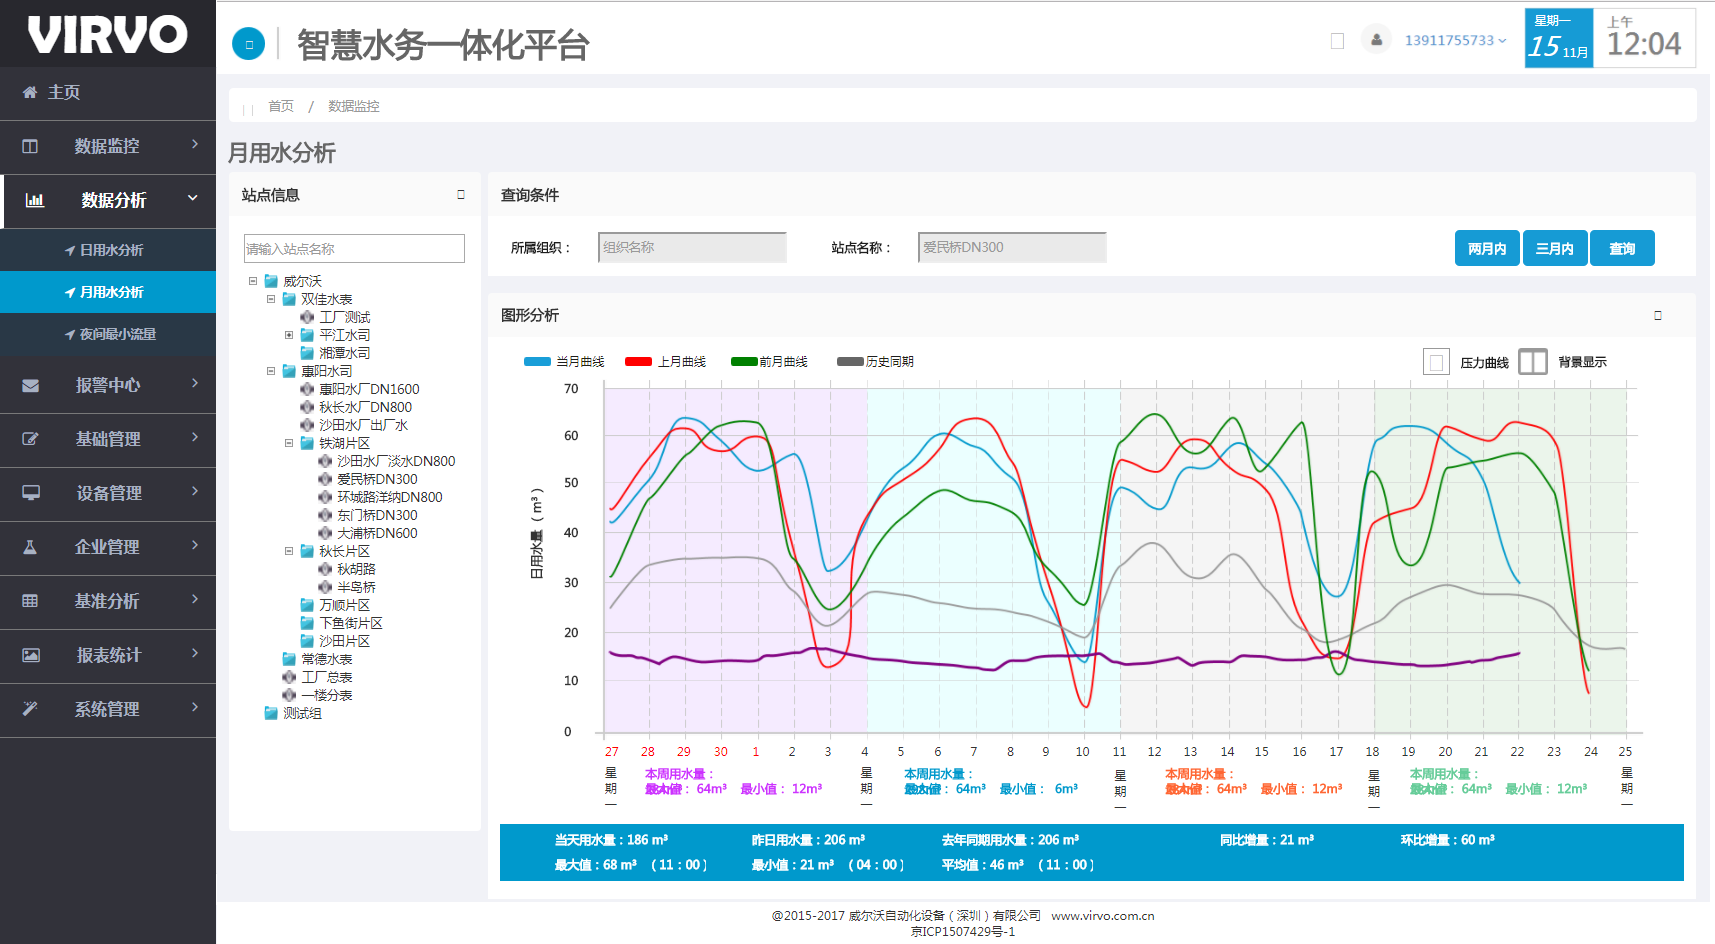 VIRVO
智慧水务一体化平台
13911755733
星期一
15 11月
上午
12:04
主页
数据监控
数据分析
日用水分析
月用水分析
夜间最小流量
报警中心
基础管理
设备管理
企业管理
基准分析
报表统计
系统管理
首页 / 数据监控
月用水分析
站点信息
请输入站点名称
威尔沃
双佳水表
工厂测试
平江水司
湘潭水司
惠阳水司
惠阳水厂DN1600
秋长水厂DN800
沙田水厂出厂水
铁湖片区
沙田水厂淡水DN800
爱民桥DN300
环城路洋纳DN800
东门桥DN300
大浦桥DN600
秋长片区
秋胡路
半岛桥
万顺片区
下鱼街片区
沙田片区
常德水表
工厂总表
一楼分表
测试组
查询条件
所属组织： 组织名称 站点名称： 爱民桥DN300 两月内 三月内 查询
图形分析
当月曲线 上月曲线 前月曲线 历史同期 压力曲线 背景显示
日用水量（m³）
70
60
50
40
30
20
10
0
27 28 29 30 1 2 3 4 5 6 7 8 9 10 11 12 13 14 15 16 17 18 19 20 21 22 23 24 25
星期一 星期一 星期一 星期一 星期一
本周用水量： 本周用水量： 本周用水量： 本周用水量：
最大值： 64m³ 最小值： 12m³ 最大值： 64m³ 最小值： 6m³ 最大值： 64m³ 最小值： 12m³ 最大值： 64m³ 最小值： 12m³
当天用水量：186 m³ 昨日用水量：206 m³ 去年同期用水量：206 m³ 同比增量：21 m³ 环比增量：60 m³
最大值：68 m³ （11：00） 最小值：21 m³ （04：00） 平均值：46 m³ （11：00）
@2015-2017 威尔沃自动化设备（深圳）有限公司 www.virvo.com.cn
京ICP1507429号-1